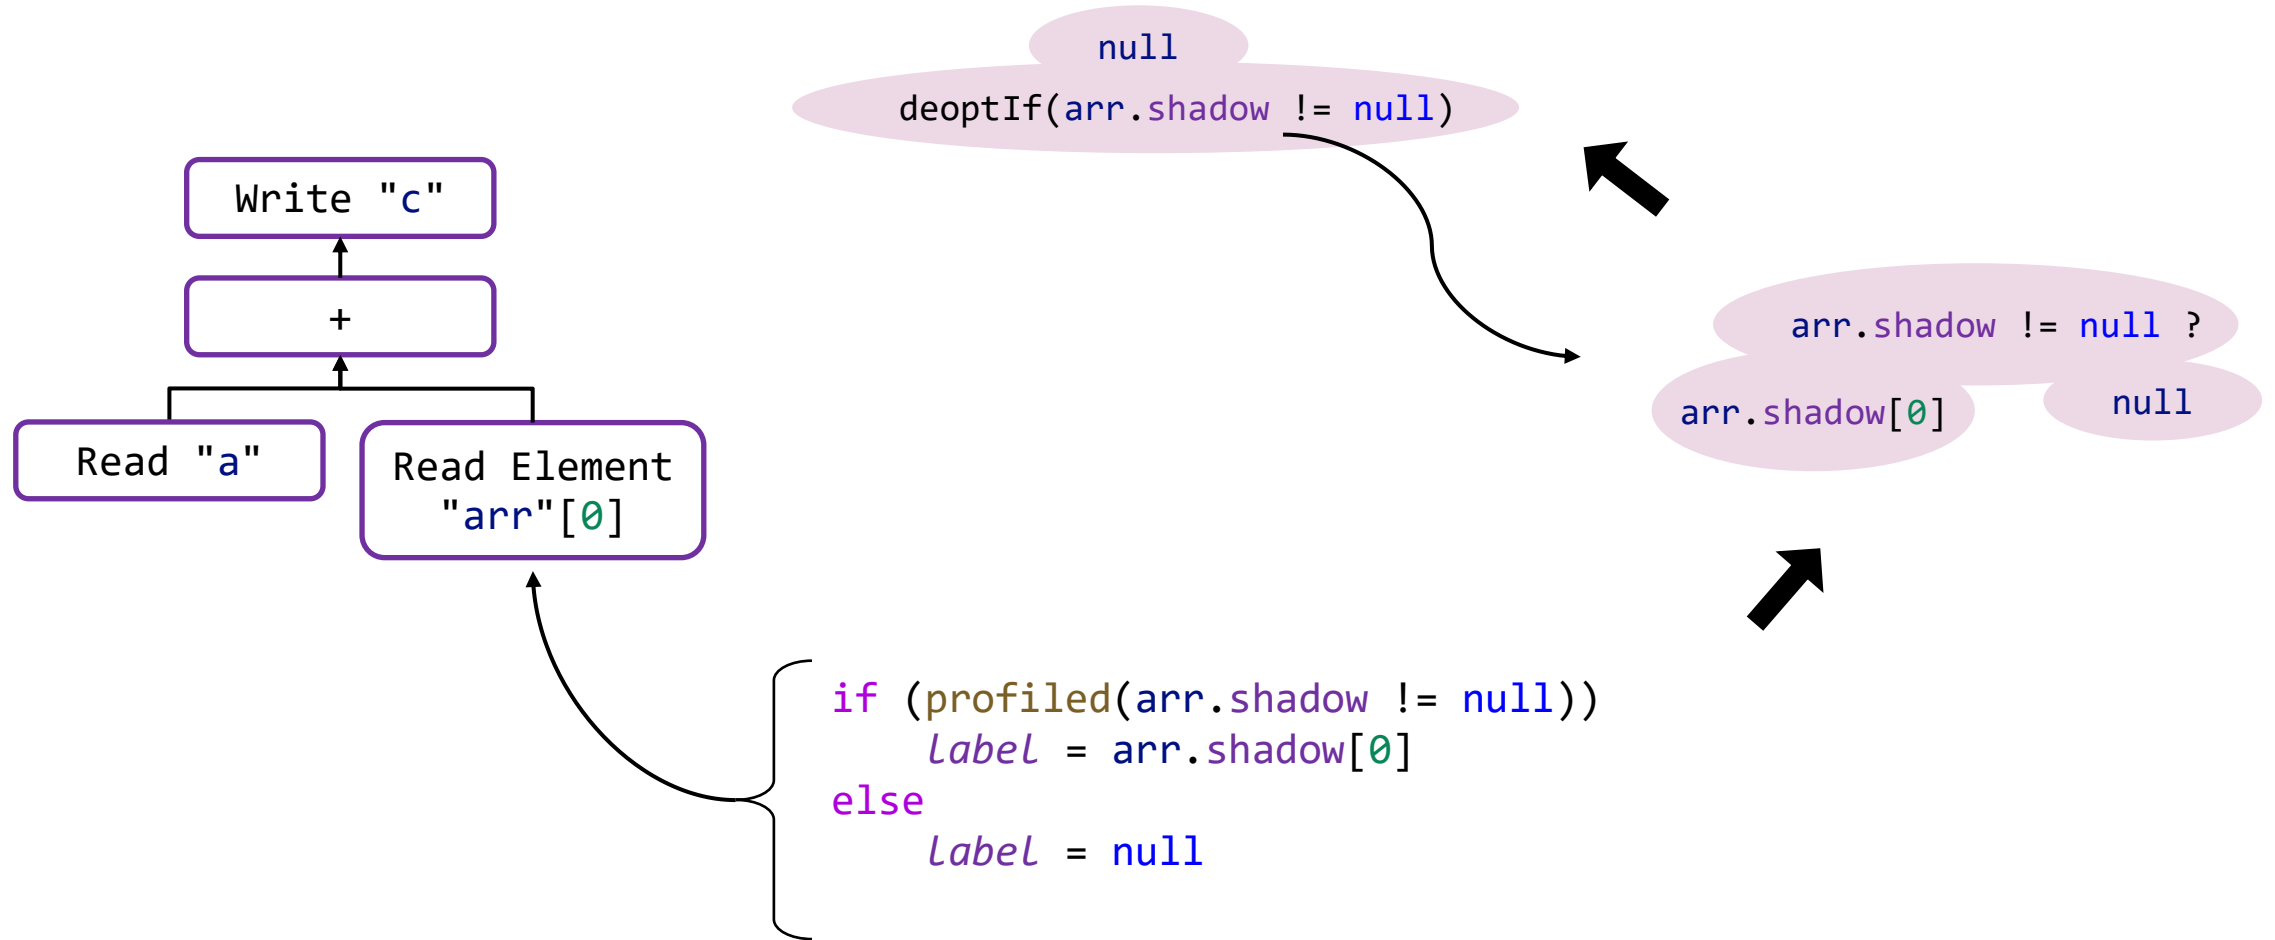 null
deoptIf(arr.shadow != null)
Write "c"
+
Read "a"
Read Element
"arr"[0]
arr.shadow != null ?
arr.shadow[0]
null
if (profiled(arr.shadow != null))
label = arr.shadow[0]
else
label = null